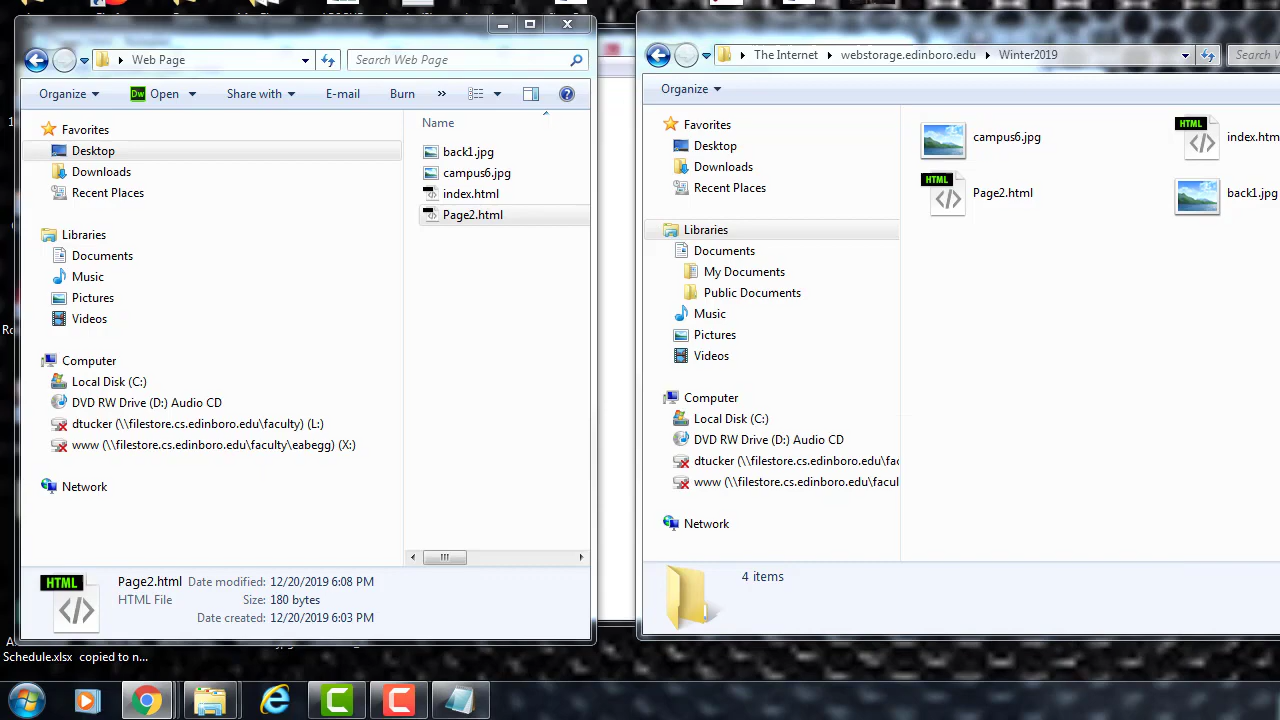 Web Page
Search Web Page
Organize
Dw Open
Share with
E-mail
Burn
»
Favorites
Desktop
Downloads
Recent Places
Libraries
Documents
Music
Pictures
Videos
Computer
Local Disk (C:)
DVD RW Drive (D:) Audio CD
dtucker (\\filestore.cs.edinboro.edu\faculty) (L:)
www (\\filestore.cs.edinboro.edu\faculty\eabegg) (X:)
Network
Name
back1.jpg
campus6.jpg
index.html
Page2.html
HTML
Page2.html Date modified: 12/20/2019 6:08 PM
HTML File Size: 180 bytes
Date created: 12/20/2019 6:03 PM
The Internet
webstorage.edinboro.edu
Winter2019
Search
Organize
Favorites
Desktop
Downloads
Recent Places
Libraries
Documents
My Documents
Public Documents
Music
Pictures
Videos
Computer
Local Disk (C:)
DVD RW Drive (D:) Audio CD
dtucker (\\filestore.cs.edinboro.edu\fac
www (\\filestore.cs.edinboro.edu\facul
Network
campus6.jpg
HTML
index.htm
HTML
Page2.html
back1.jpg
4 items
Schedule.xlsx copied to n...